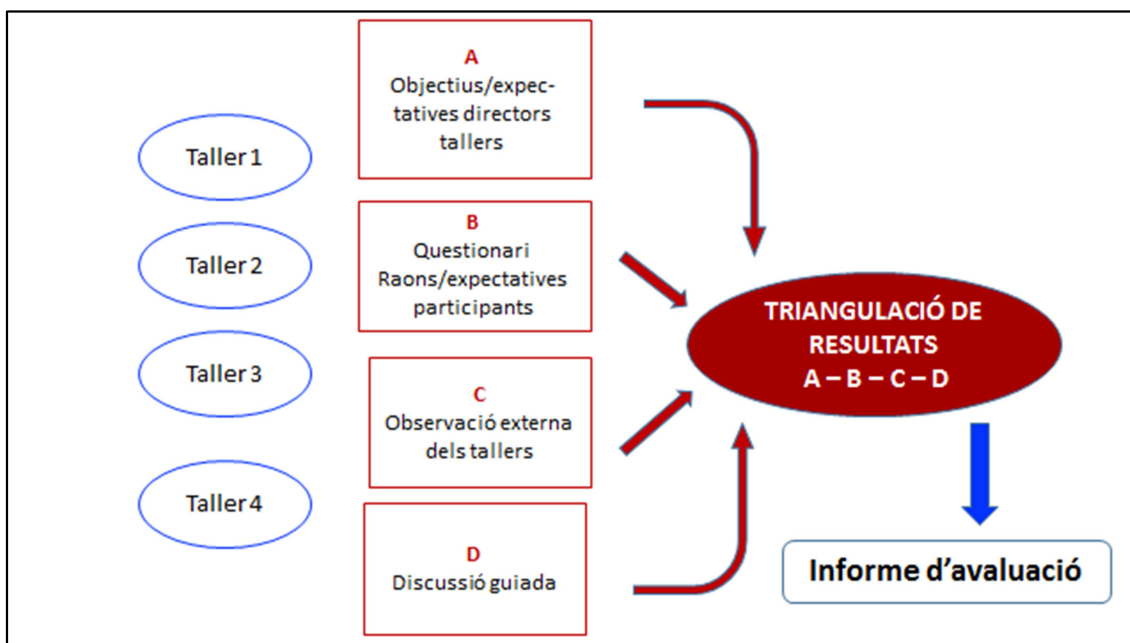 Taller 1
Taller 2
Taller 3
Taller 4
A
Objectius/expec-
tatives directors
tallers
B
Questionari
Raons/expectatives
participants
C
Observació externa
dels tallers
D
Discussió guiada
TRIANGULACIÓ DE
RESULTATS
A – B – C – D
Informe d’avaluació